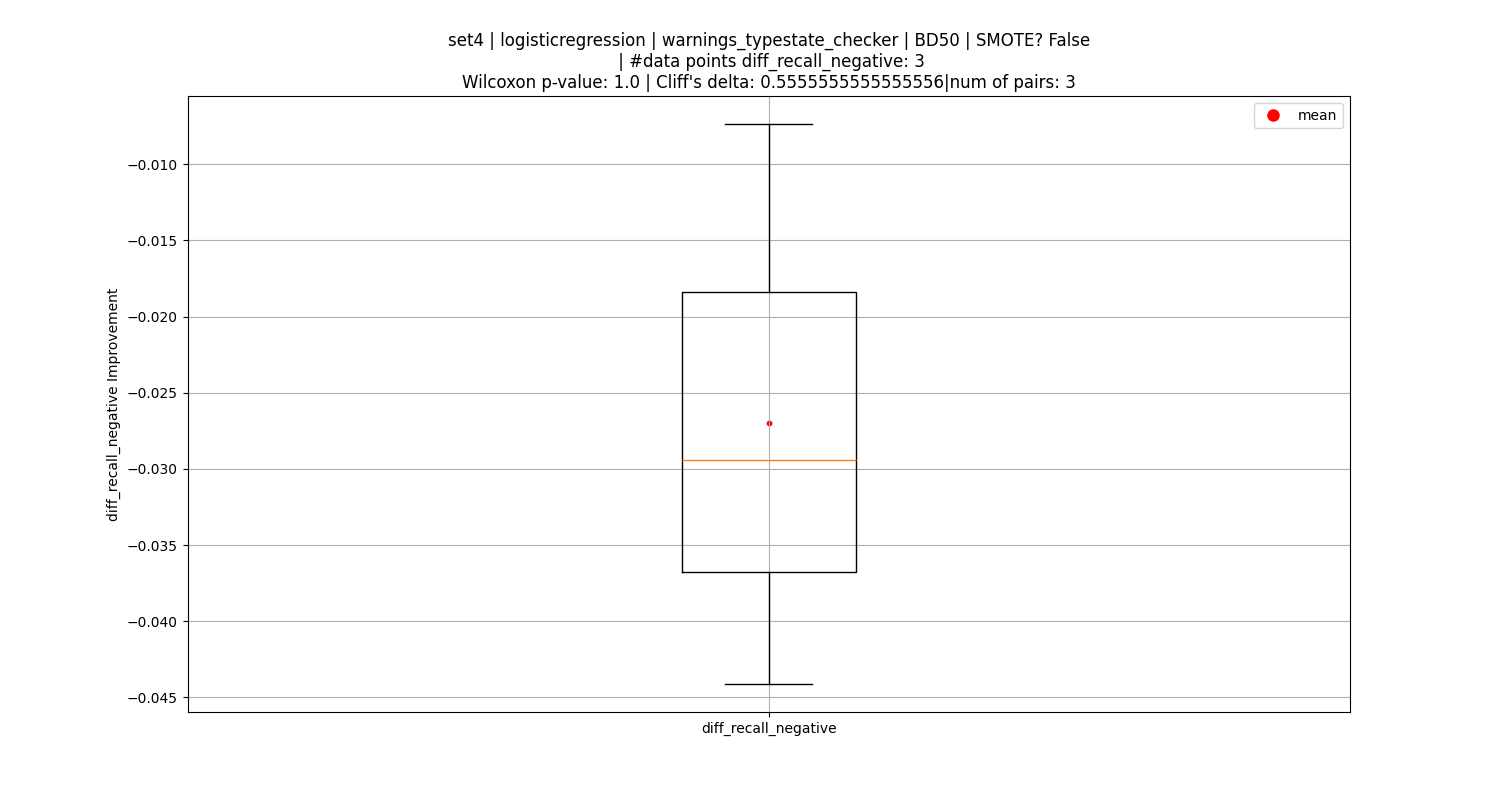 set4 | logisticregression | warnings_typestate_checker | BD50 | SMOTE? False
| #data points diff_recall_negative: 3
Wilcoxon p-value: 1.0 | Cliff's delta: 0.5555555555555556|num of pairs: 3
mean
−0.010
−0.015
−0.020
−0.025
−0.030
−0.035
−0.040
−0.045
diff_recall_negative Improvement
diff_recall_negative